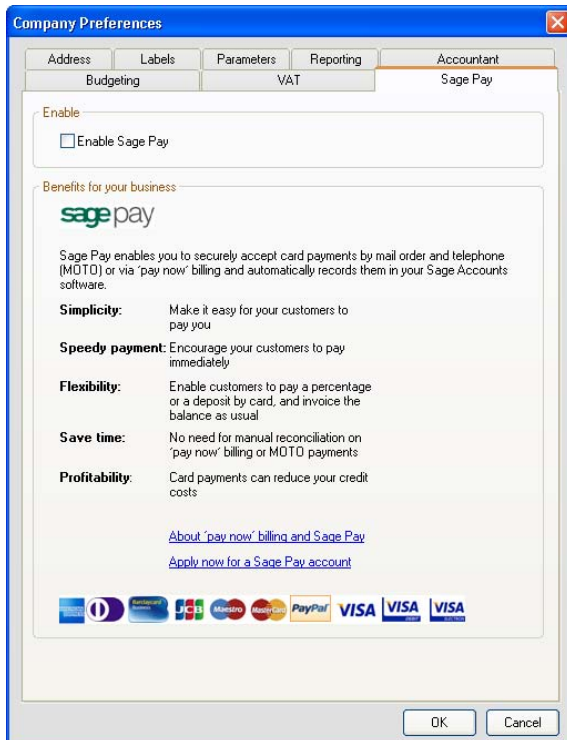 Company Preferences
Address Labels Parameters Reporting Accountant
Budgeting VAT Sage Pay
Enable
Enable Sage Pay
Benefits for your business
sage pay
Sage Pay enables you to securely accept card payments by mail order and telephone
(MOTO) or via 'pay now' billing and automatically records them in your Sage Accounts
software.
Simplicity: Make it easy for your customers to
pay you
Speedy payment: Encourage your customers to pay
immediately
Flexibility: Enable customers to pay a percentage
or a deposit by card, and invoice the
balance as usual
Save time: No need for manual reconciliation on
'pay now' billing or MOTO payments
Profitability: Card payments can reduce your credit
costs
About 'pay now' billing and Sage Pay
Apply now for a Sage Pay account
Barclaycard
Business
JCB Maestro MasterCard PayPal VISA VISA VISA
DEBIT
ELECTRON
OK Cancel